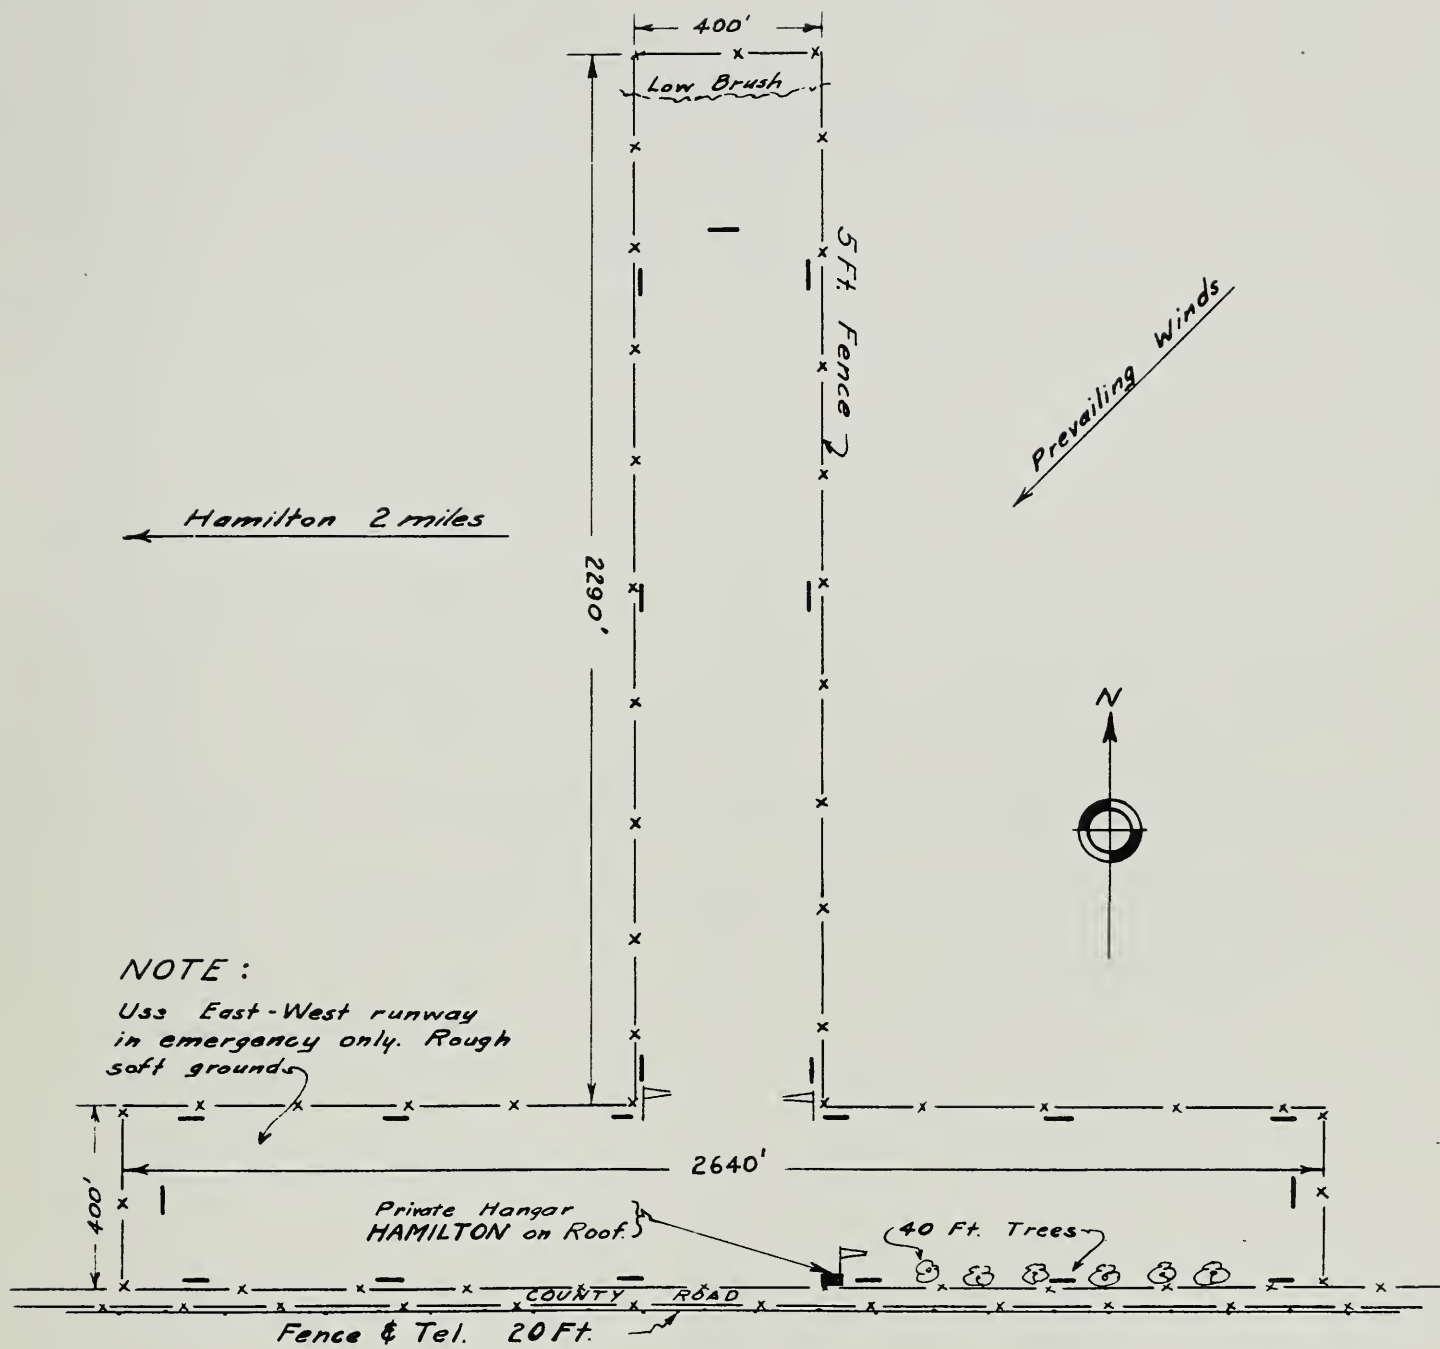 400'
Low Brush
5 Ft. Fence
Prevailing Winds
Hamilton 2 miles
2290'
N
NOTE :
Use East-West runway
in emergency only. Rough
soft grounds
2640'
400'
Private Hangar
HAMILTON on Roof.
40 Ft. Trees
COUNTY ROAD
Fence & Tel. 20 Ft.